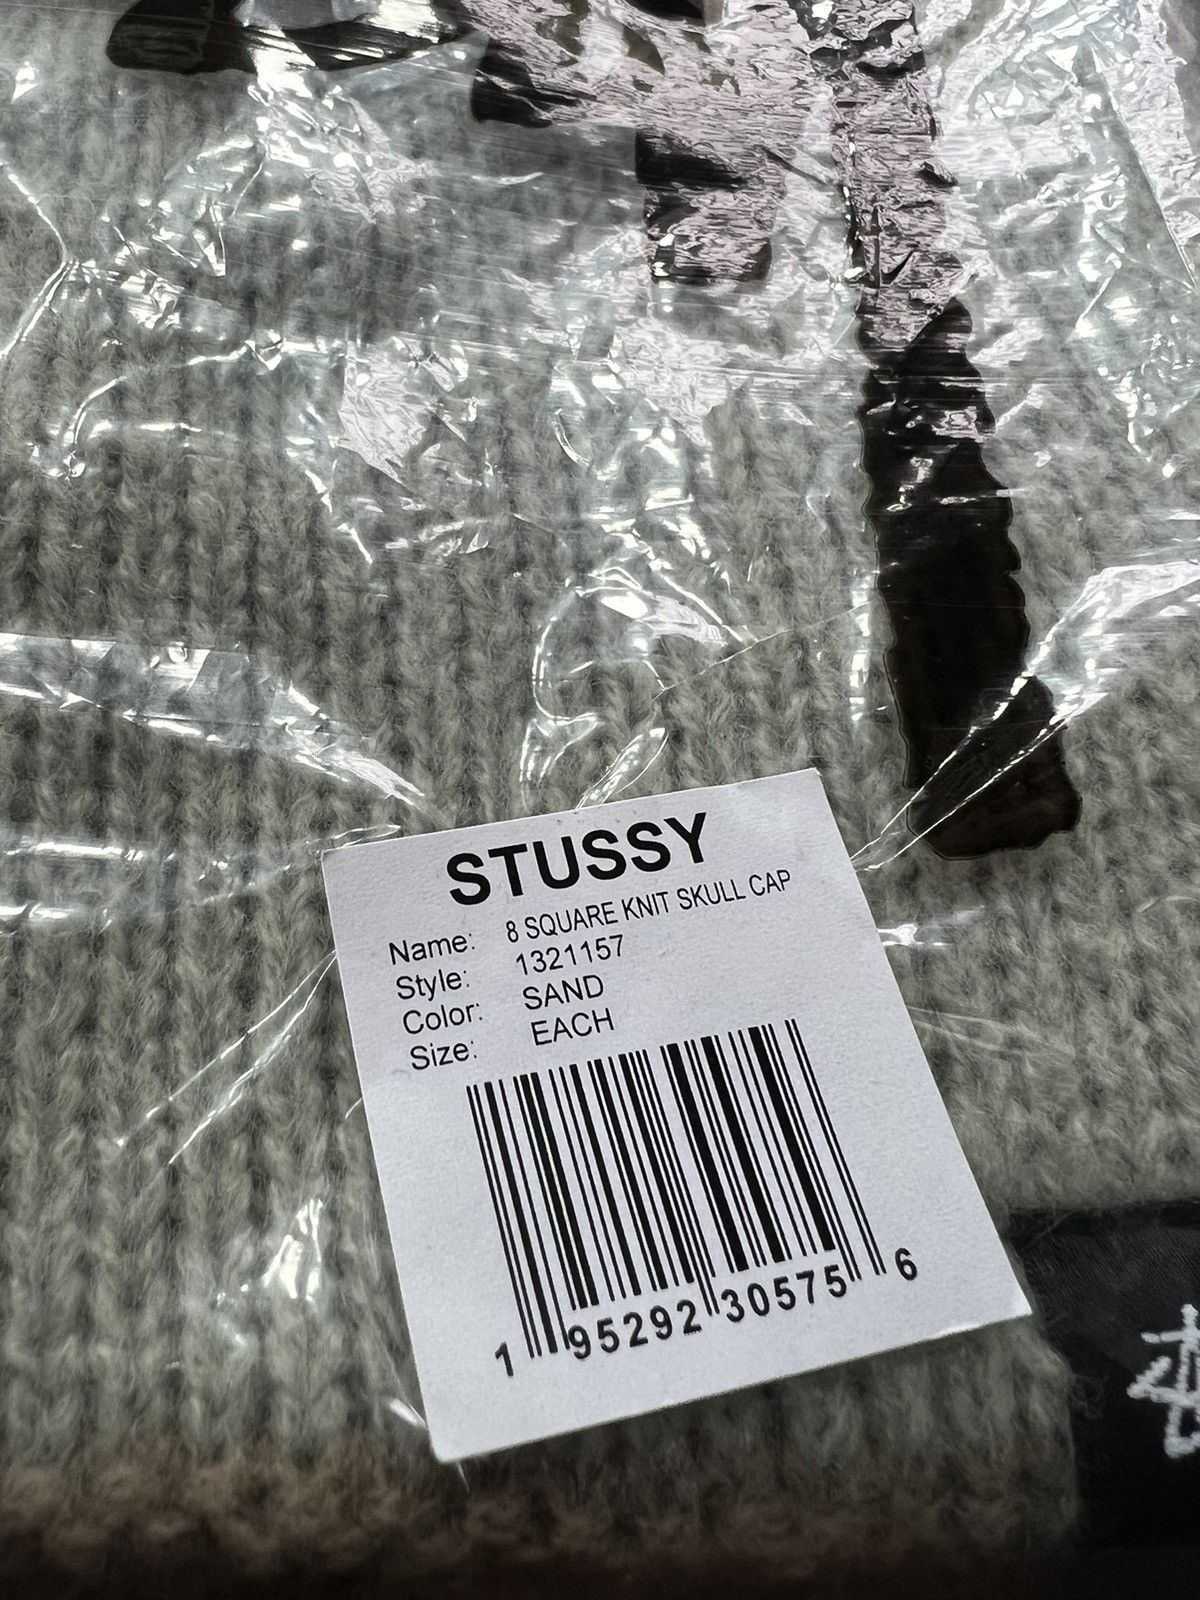 STUSSY
Name: 8 SQUARE KNIT SKULL CAP
Style: 1321157
Color: SAND
Size: EACH
1 95292 30575 6